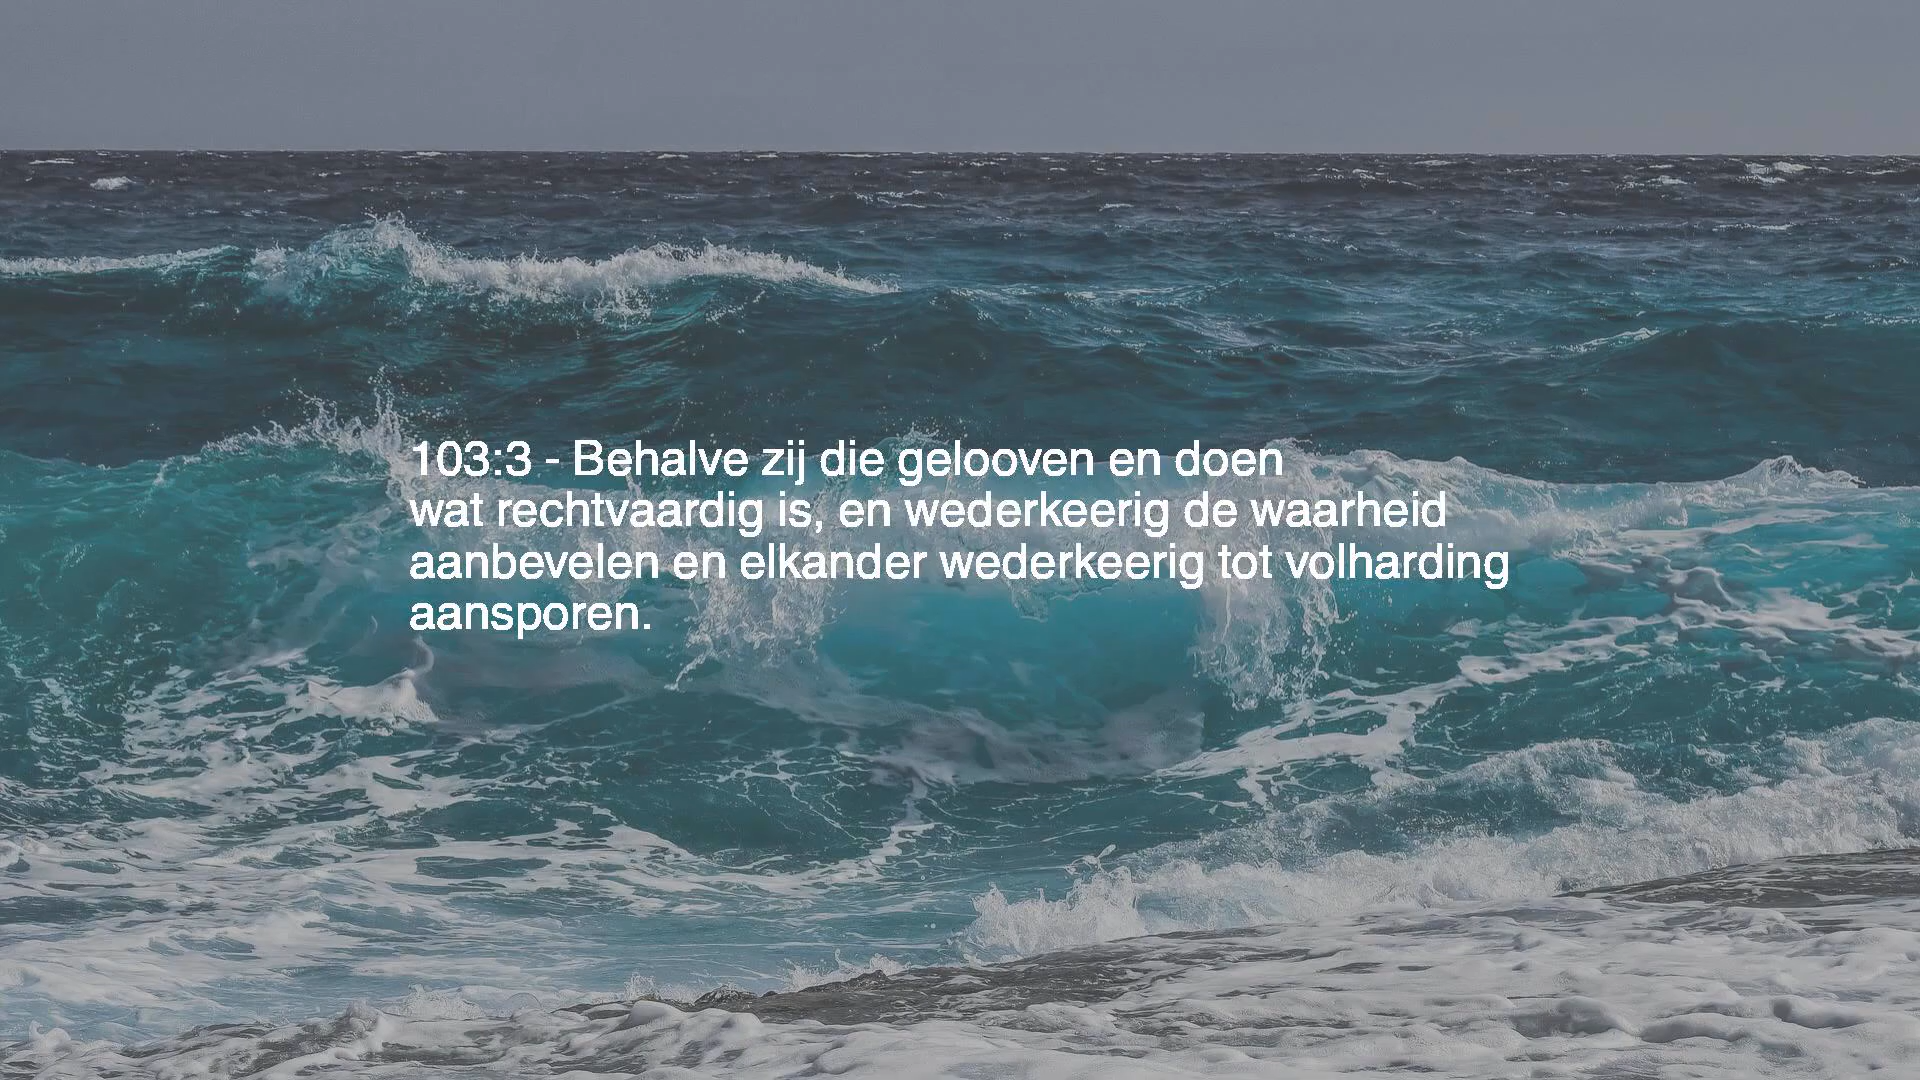 103:3 - Behalve zij die gelooven en doen
wat rechtvaardig is, en wederkeerig de waarheid
aanbevelen en elkander wederkeerig tot volharding
aansporen.